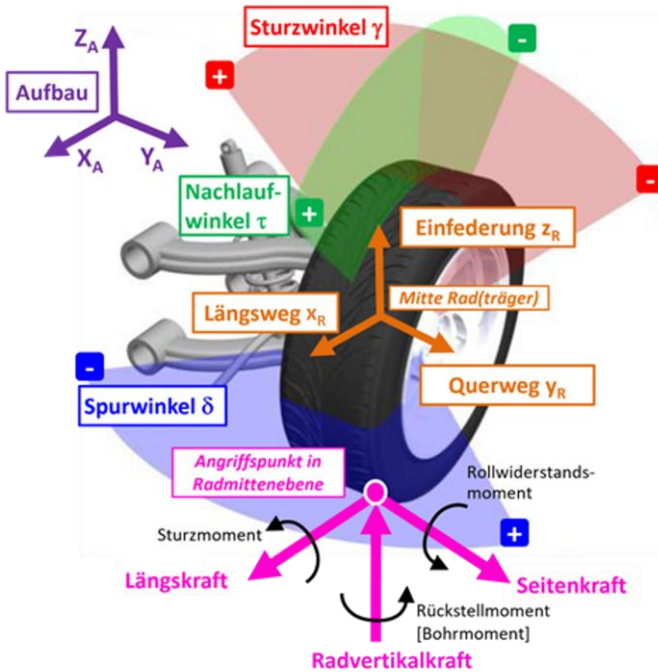 Z_A
Sturzwinkel γ
-
+
Aufbau
X_A
Y_A
-
Nachlauf-
winkel τ
+
Einfederung z_R
Mitte Rad(träger)
Längsweg x_R
-
Querweg y_R
Spurwinkel δ
Angriffspunkt in
Radmittenebene
Rollwiderstands-
moment
Sturzmoment
+
Längskraft
Seitenkraft
Rückstellmoment
[Bohrmoment]
Radvertikalkraft